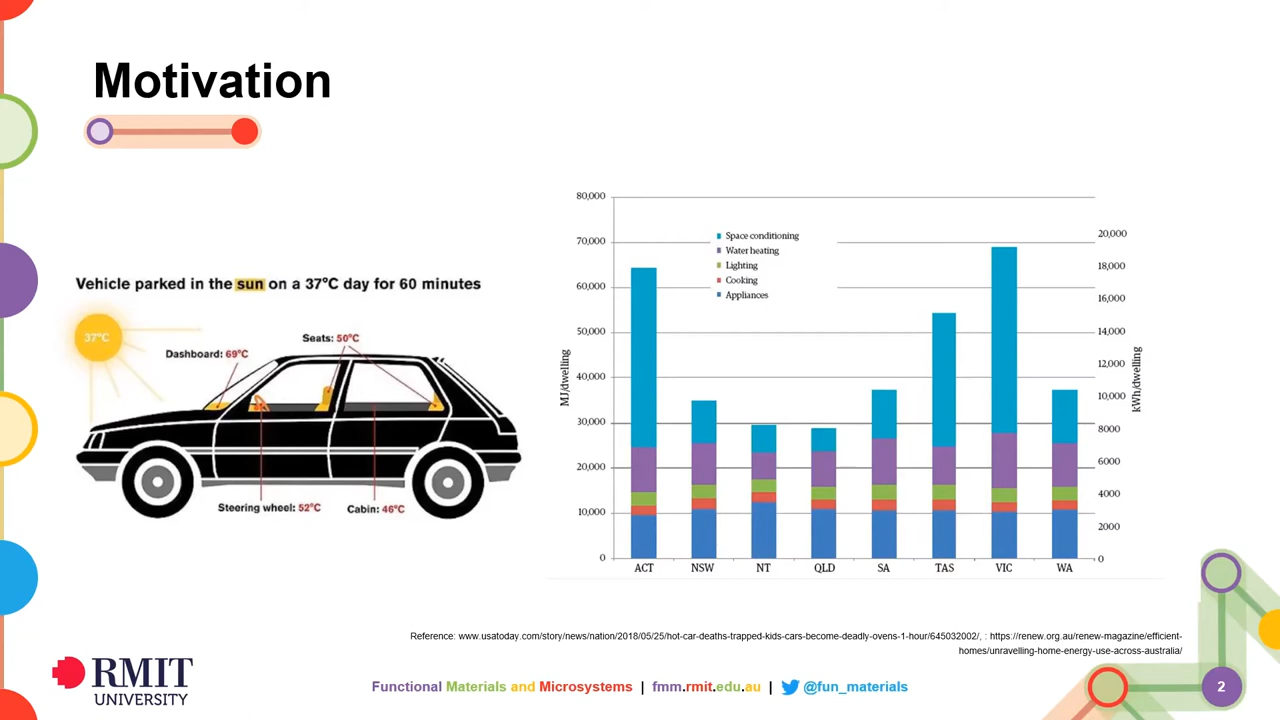 Motivation
Vehicle parked in the sun on a 37°C day for 60 minutes
37°C
Dashboard: 69°C
Seats: 50°C
Steering wheel: 52°C
Cabin: 46°C
80,000
70,000
60,000
50,000
40,000
30,000
20,000
10,000
0
MJ/dwelling
Space conditioning
Water heating
Lighting
Cooking
Appliances
20,000
18,000
16,000
14,000
12,000
10,000
8000
6000
4000
2000
0
kWh/dwelling
ACT NSW NT QLD SA TAS VIC WA
Reference: www.usatoday.com/story/news/nation/2018/05/25/hot-car-deaths-trapped-kids-cars-become-deadly-ovens-1-hour/645032002/, : https://renew.org.au/renew-magazine/efficient-
homes/unravelling-home-energy-use-across-australia/
RMIT
UNIVERSITY
Functional Materials and Microsystems | fmm.rmit.edu.au | @fun_materials
2